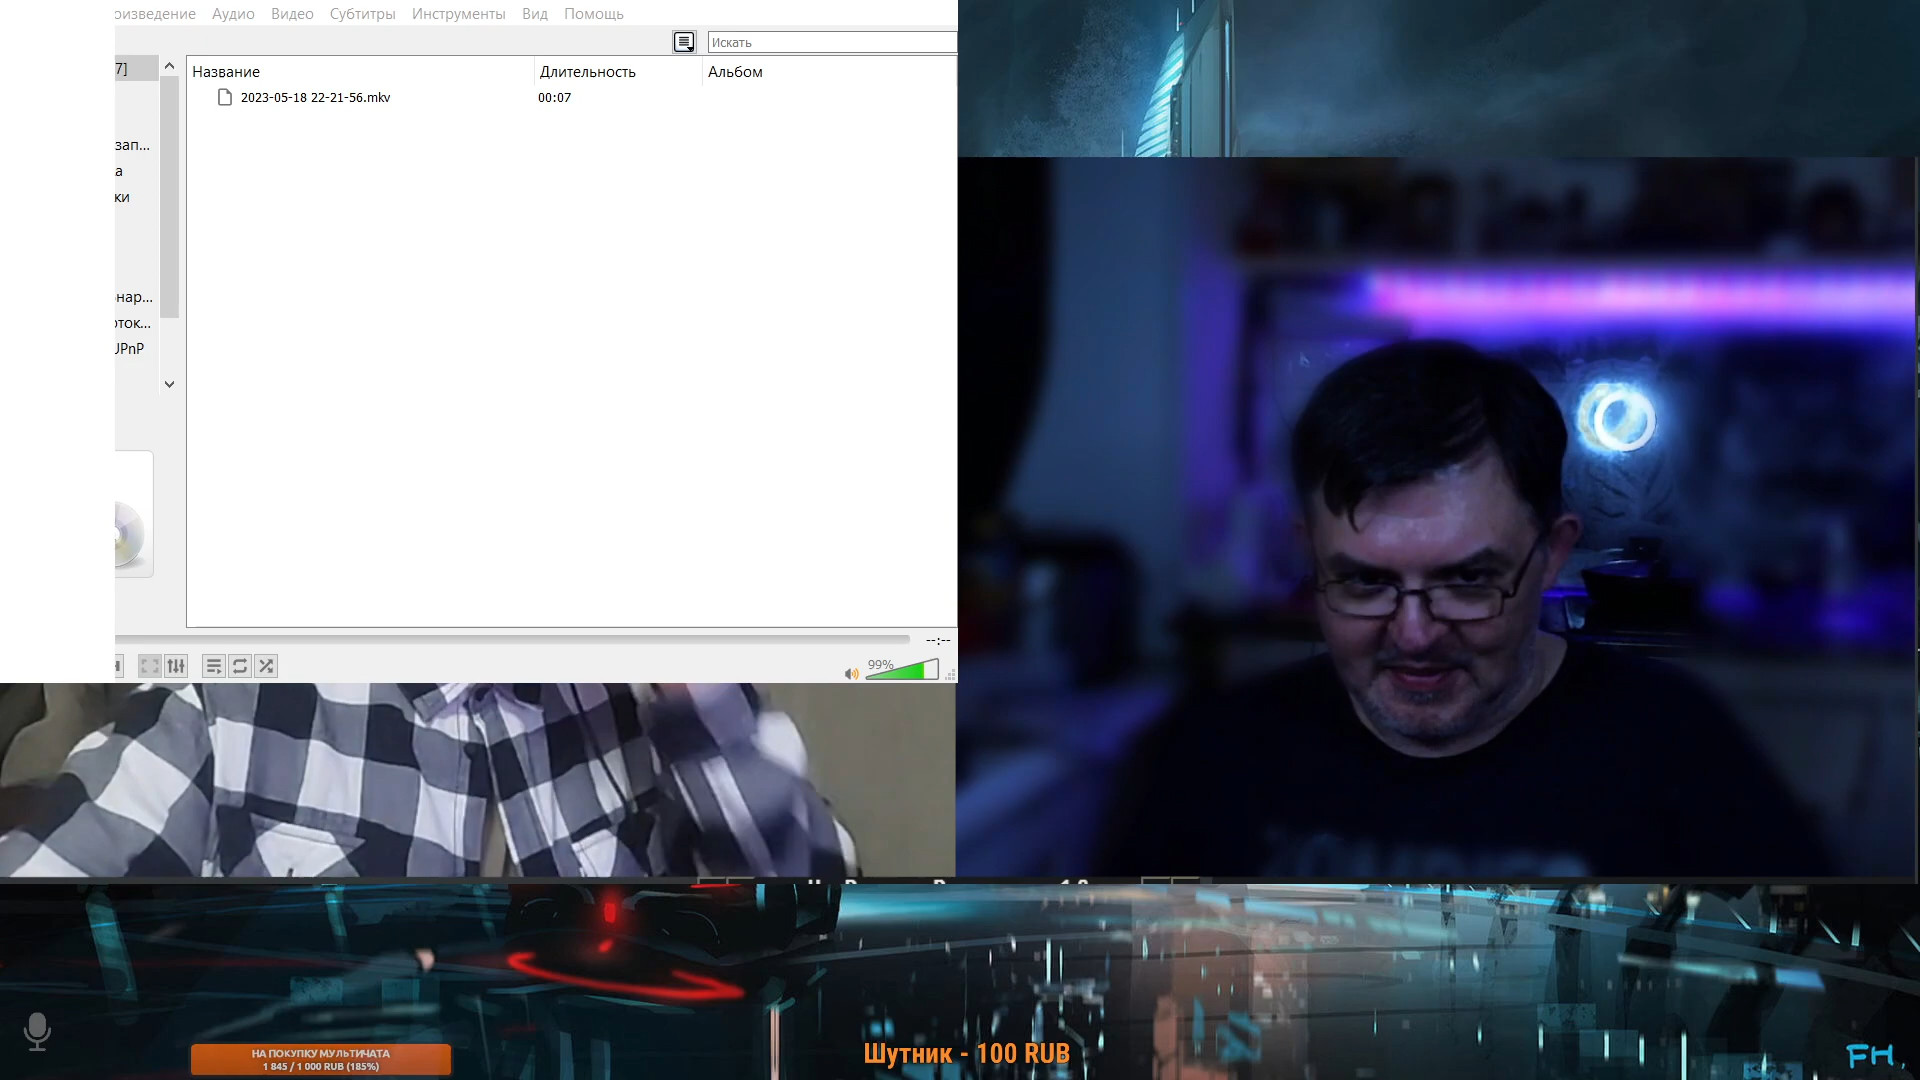 оизведение Аудио Видео Субтитры Инструменты Вид Помощь
Искать
7]
Название Длительность Альбом
2023-05-18 22-21-56.mkv 00:07
зап...
а
ки
нар...
оток...
UPnP
--:--
99%
НА ПОКУПКУ МУЛЬТИЧАТА
1 845 / 1 000 RUB (185%)
Шутник - 100 RUB
FH,